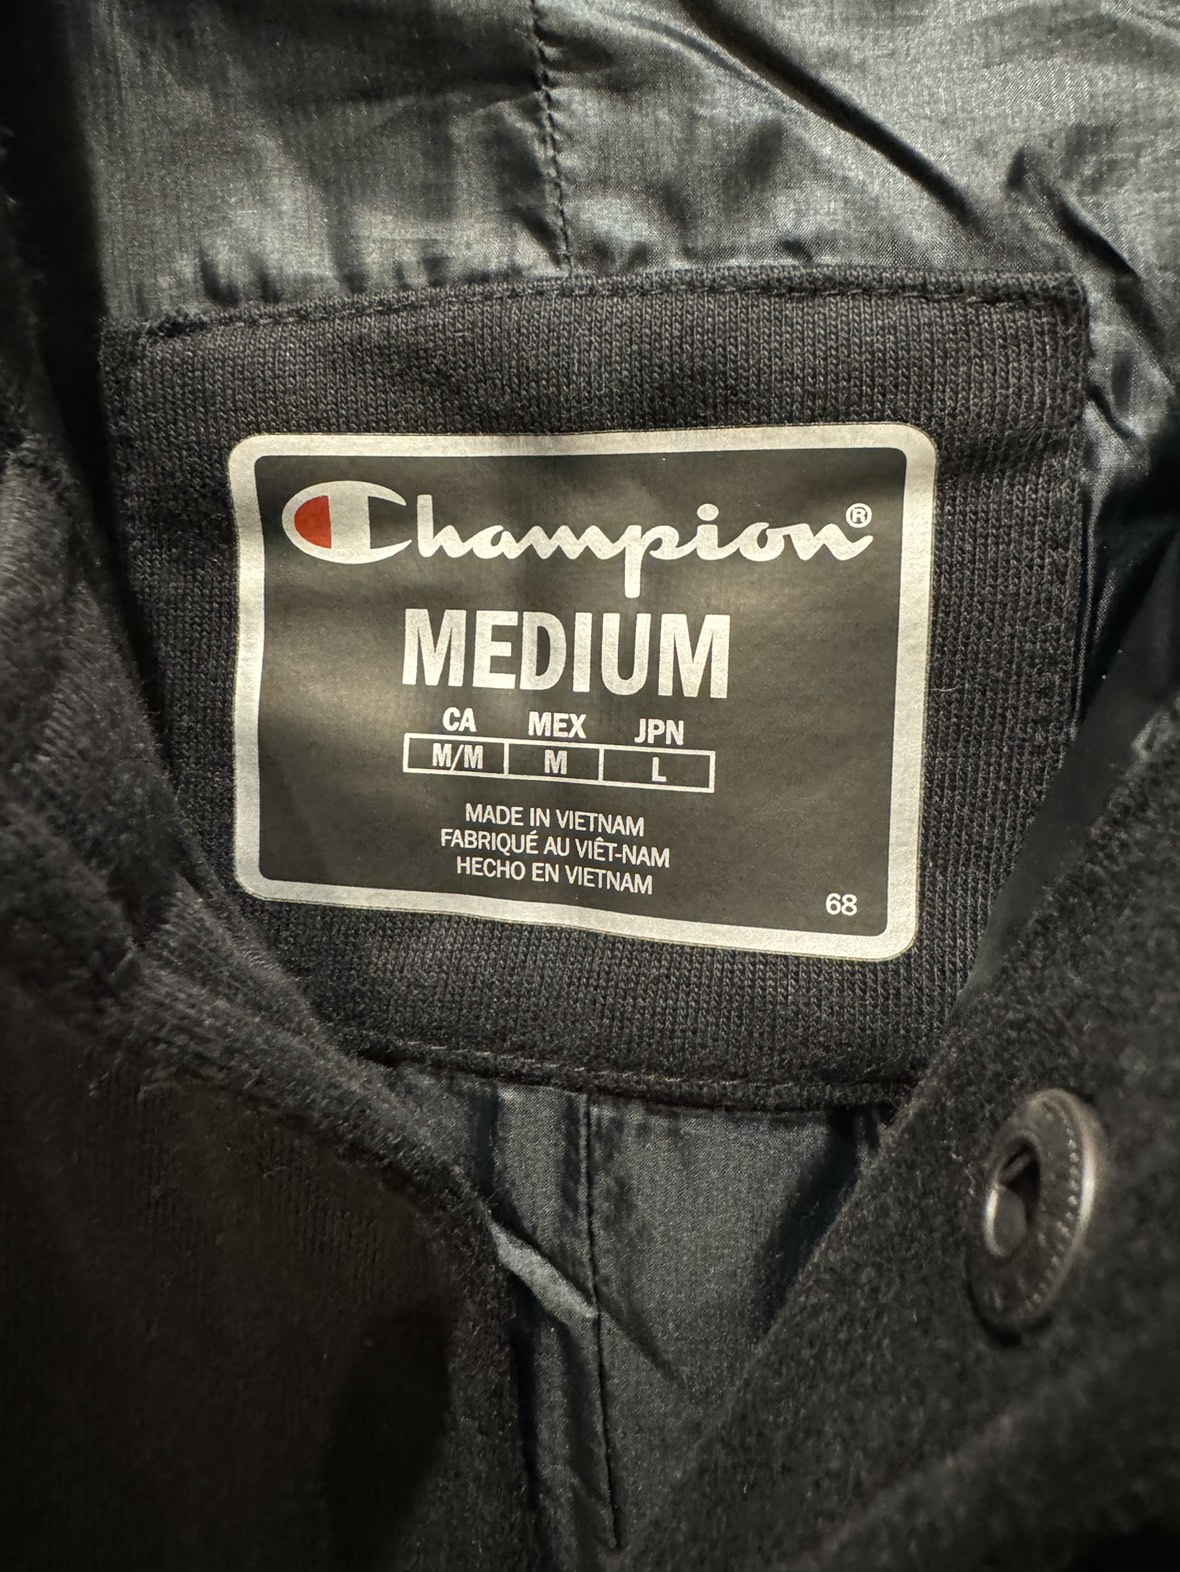 Champion®
MEDIUM
CA MEX JPN
M/M M L
MADE IN VIETNAM
FABRIQUÉ AU VIÊT-NAM
HECHO EN VIETNAM
68